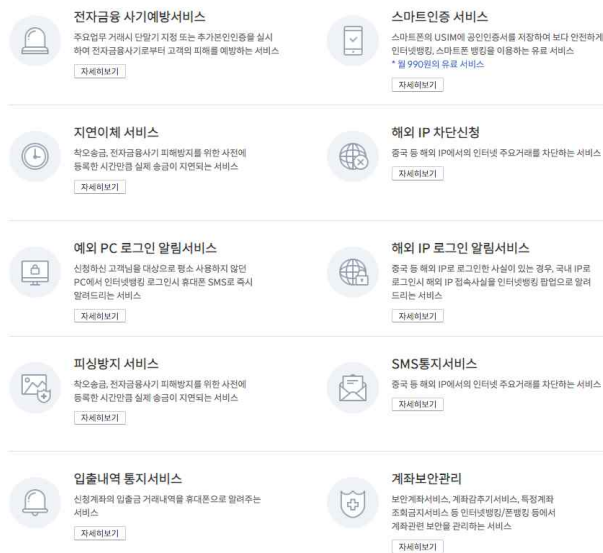 전자금융 사기예방서비스
주요업무 거래시 단말기 지정 또는 추가본인인증을 실시
하여 전자금융사기로부터 고객의 피해를 예방하는 서비스
자세히보기
스마트인증 서비스
스마트폰의 USIM에 공인인증서를 저장하여 보다 안전하게
인터넷뱅킹, 스마트폰 뱅킹을 이용하는 유료 서비스
* 월 990원의 유료 서비스
자세히보기
지연이체 서비스
착오송금, 전자금융사기 피해방지를 위한 사전에
등록한 시간만큼 실제 송금이 지연되는 서비스
자세히보기
해외 IP 차단신청
중국 등 해외 IP에서의 인터넷 주요거래를 차단하는 서비스
자세히보기
예외 PC 로그인 알림서비스
신청하신 고객님을 대상으로 평소 사용하지 않던
PC에서 인터넷뱅킹 로그인시 휴대폰 SMS로 즉시
알려드리는 서비스
자세히보기
해외 IP 로그인 알림서비스
중국 등 해외 IP로 로그인한 사실이 있는 경우, 국내 IP로
로그인시 해외 IP 접속사실을 인터넷뱅킹 팝업으로 알려
드리는 서비스
자세히보기
피싱방지 서비스
착오송금, 전자금융사기 피해방지를 위한 사전에
등록한 시간만큼 실제 송금이 지연되는 서비스
자세히보기
SMS통지서비스
중국 등 해외 IP에서의 인터넷 주요거래를 차단하는 서비스
자세히보기
입출내역 통지서비스
신청계좌의 입출금 거래내역을 휴대폰으로 알려주는
서비스
자세히보기
계좌보안관리
보안계좌서비스, 계좌감추기서비스, 특정계좌
조회금지서비스 등 인터넷뱅킹/폰뱅킹 등에서
계좌관련 보안을 관리하는 서비스
자세히보기